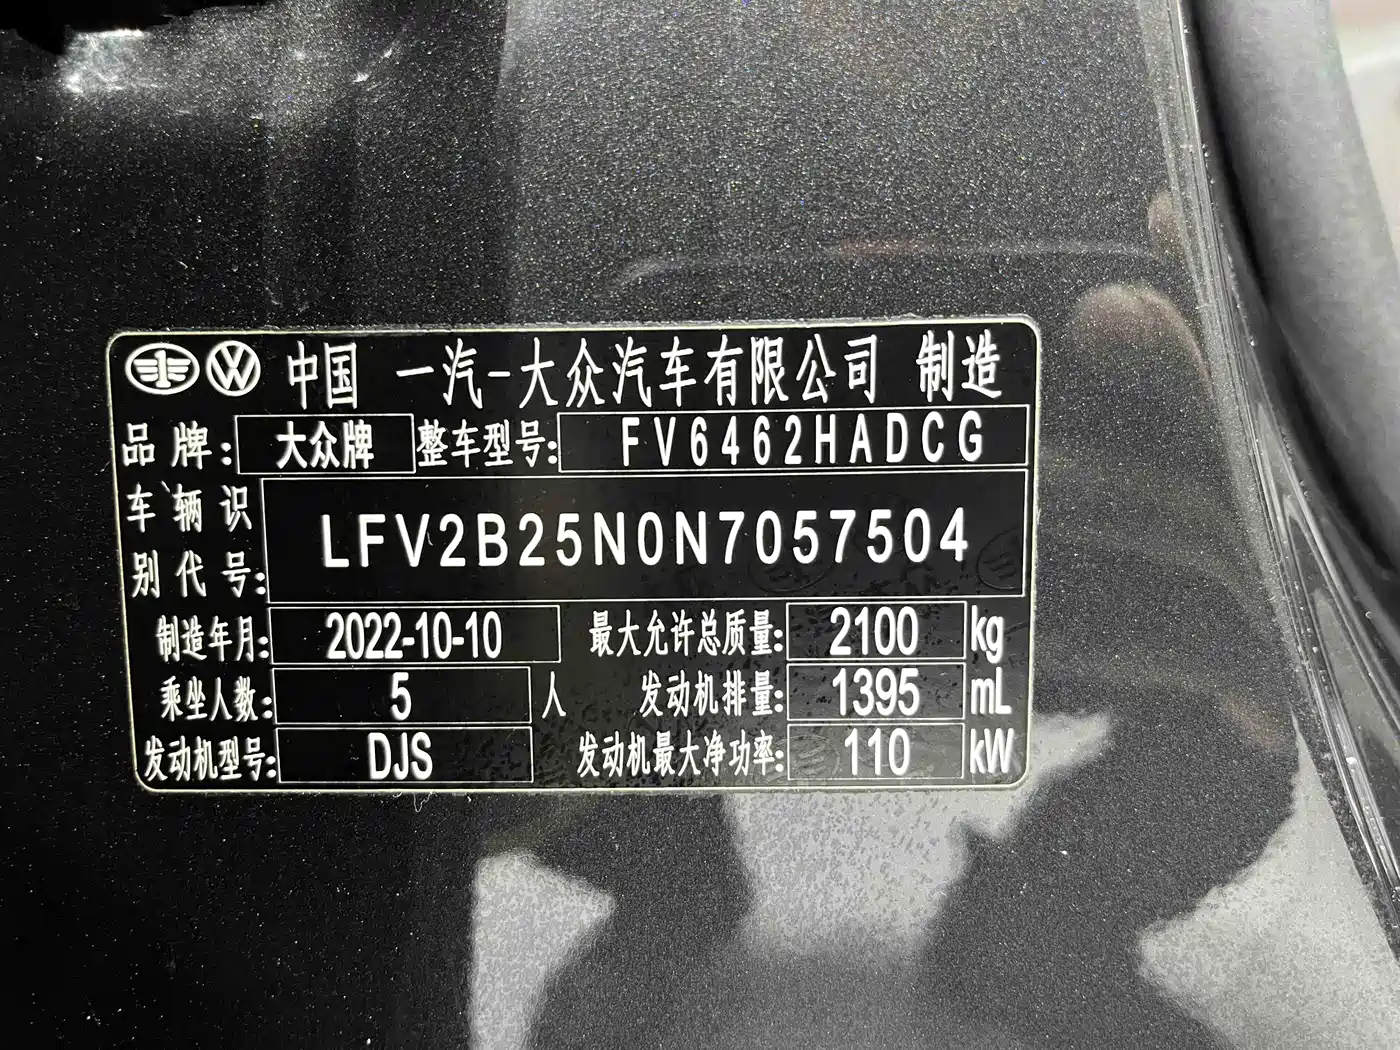 中国 一汽-大众汽车有限公司 制造
品牌: 大众牌 整车型号: FV6462HADCG
车辆识别代号: LFV2B25N0N7057504
制造年月: 2022-10-10 最大允许总质量: 2100 kg
乘坐人数: 5 人 发动机排量: 1395 mL
发动机型号: DJS 发动机最大净功率: 110 kW